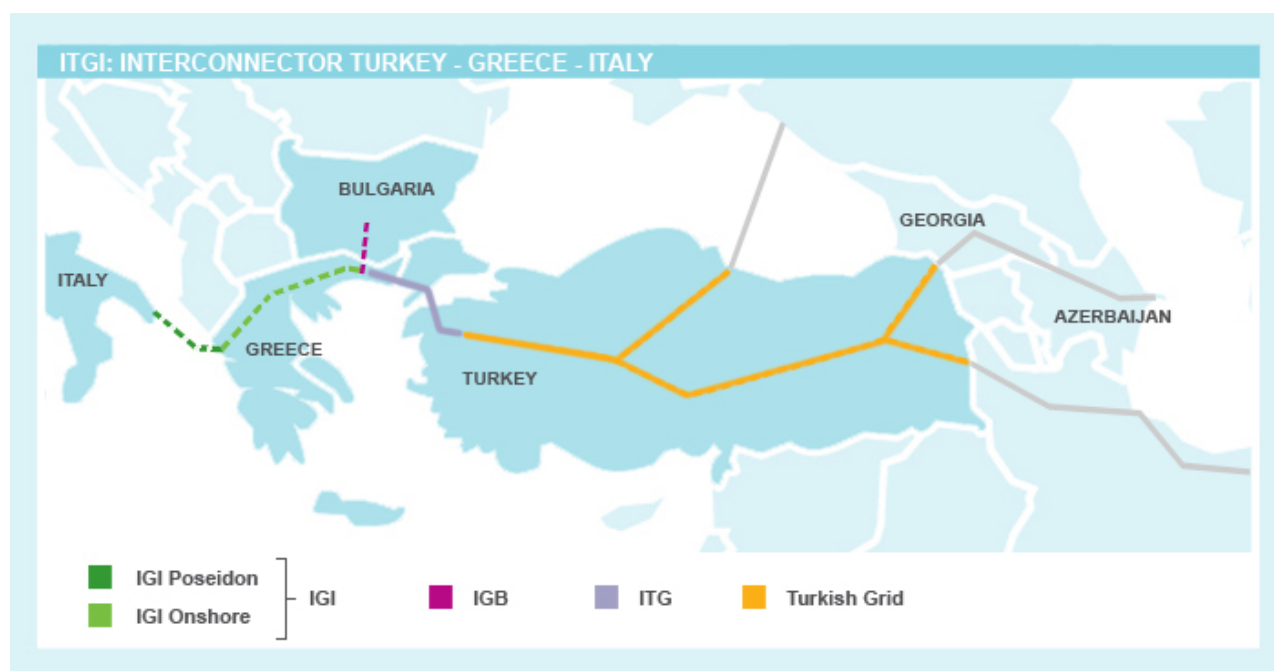 ITGI: INTERCONNECTOR TURKEY - GREECE - ITALY
BULGARIA
GEORGIA
ITALY
AZERBAIJAN
GREECE
TURKEY
IGI Poseidon
IGI Onshore
IGI
IGB
ITG
Turkish Grid